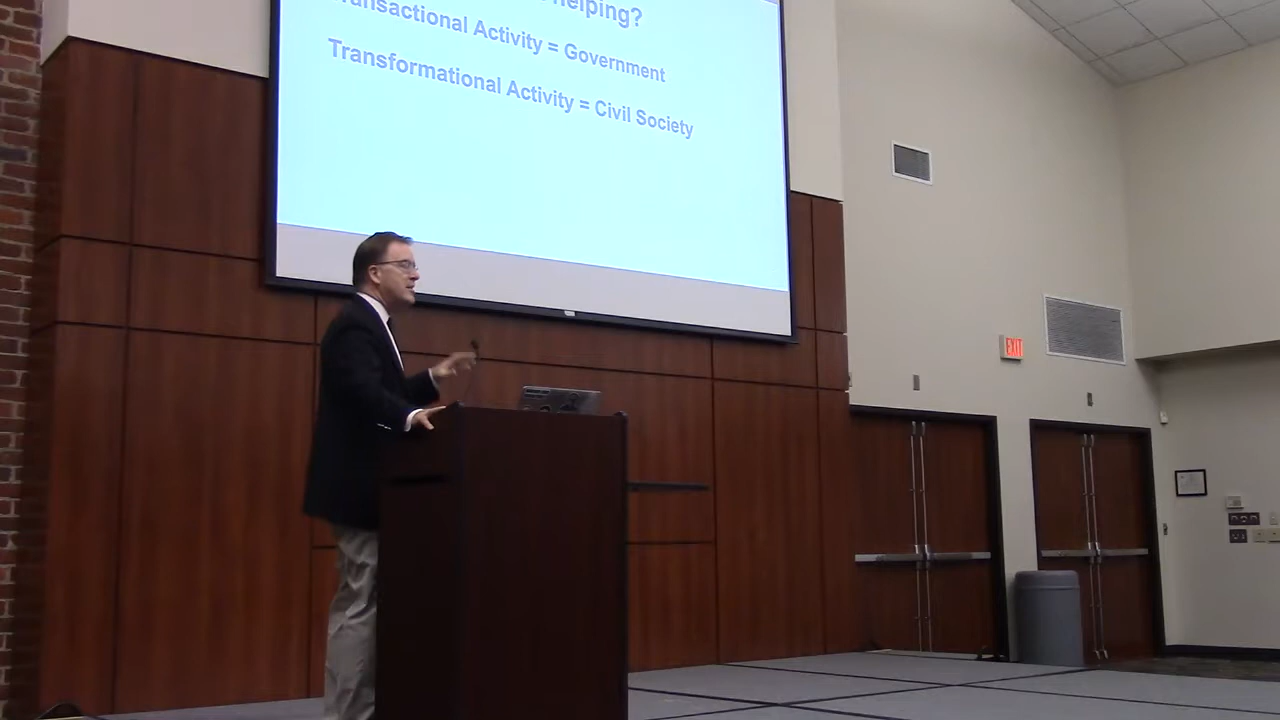 helping?
Transactional Activity = Government
Transformational Activity = Civil Society
EXIT